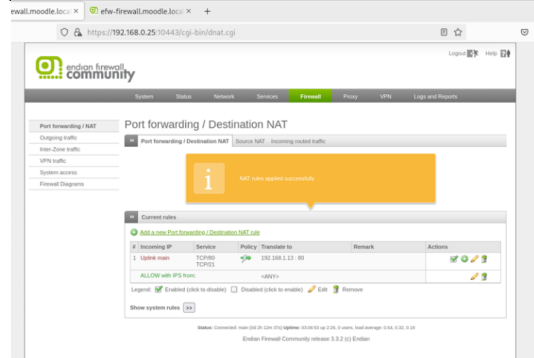 ewall.moodle.loca × efw-firewall.moodle.loca × +
https://192.168.0.25:10443/cgi-bin/dnat.cgi
Logout Help
endian firewall
community
System Status Network Services Firewall Proxy VPN Logs and Reports
Port forwarding / NAT
Outgoing traffic
Inter-Zone traffic
VPN traffic
System access
Firewall Diagrams
Port forwarding / Destination NAT
Port forwarding / Destination NAT Source NAT Incoming routed traffic
NAT rules applied successfully
Current rules
Add a new Port forwarding / Destination NAT rule
# Incoming IP Service Policy Translate to Remark Actions
1 Uplink main TCP/80 192.168.1.13 : 80
TCP/21
ALLOW with IPS from: <ANY>
Legend: Enabled (click to disable) Disabled (click to enable) Edit Remove
Show system rules >>
Status: Connected: main
Endian Firewall Community release 3.3.2 (c) Endian